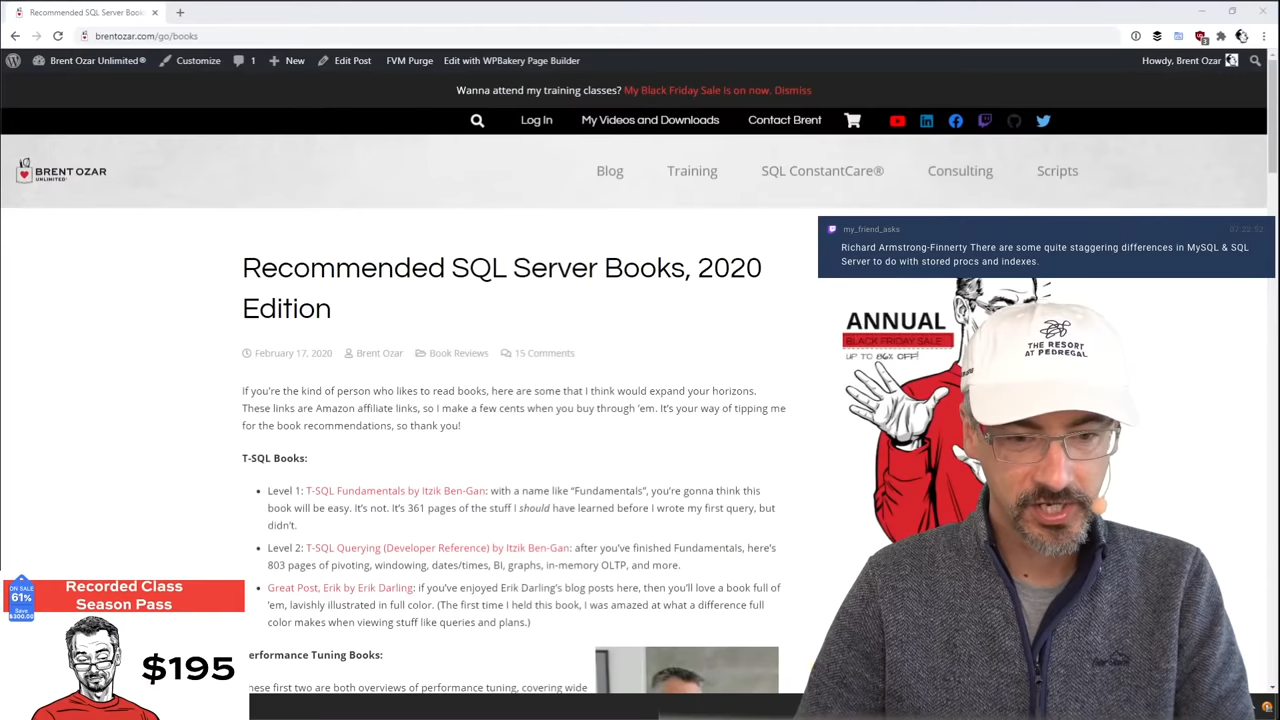 Recommended SQL Server Book
brentozar.com/go/books
Brent Ozar Unlimited®
Customize
1
New
Edit Post
FVM Purge
Edit with WPBakery Page Builder
Howdy, Brent Ozar
Wanna attend my training classes? My Black Friday Sale is on now. Dismiss
Log In
My Videos and Downloads
Contact Brent
BRENT OZAR
UNLIMITED®
Blog
Training
SQL ConstantCare®
Consulting
Scripts
my_friend_asks
07:22:52
Richard Armstrong-Finnerty There are some quite staggering differences in MySQL & SQL
Server to do with stored procs and indexes.
Recommended SQL Server Books, 2020
Edition
February 17, 2020
Brent Ozar
Book Reviews
15 Comments
If you're the kind of person who likes to read books, here are some that I think would expand your horizons.
These links are Amazon affiliate links, so I make a few cents when you buy through 'em. It's your way of tipping me
for the book recommendations, so thank you!
T-SQL Books:
Level 1: T-SQL Fundamentals by Itzik Ben-Gan: with a name like "Fundamentals", you're gonna think this
book will be easy. It's not. It's 361 pages of the stuff I should have learned before I wrote my first query, but
didn't.
Level 2: T-SQL Querying (Developer Reference) by Itzik Ben-Gan: after you've finished Fundamentals, here's
803 pages of pivoting, windowing, dates/times, BI, graphs, in-memory OLTP, and more.
Great Post, Erik by Erik Darling: if you've enjoyed Erik Darling's blog posts here, then you'll love a book full of
'em, lavishly illustrated in full color. (The first time I held this book, I was amazed at what a difference full
color makes when viewing stuff like queries and plans.)
erformance Tuning Books:
hese first two are both overviews of performance tuning, covering wide
ANNUAL
BLACK FRIDAY SALE
UP TO 86% OFF!
THE RESORT
AT PEDREGAL
ON SALE
61%
Save
$300.00
Recorded Class
Season Pass
$195